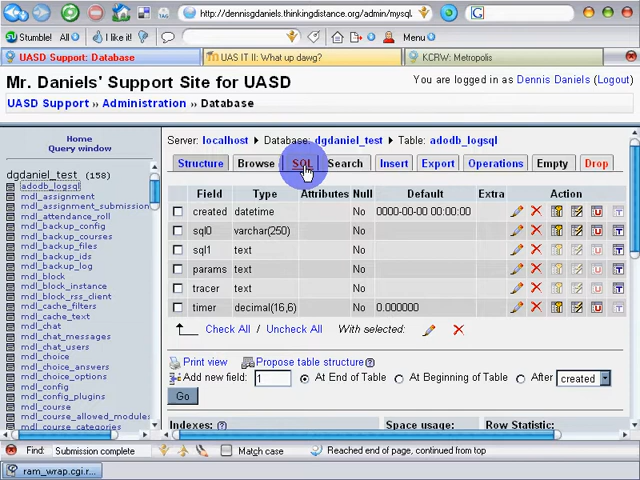 http://dennisgdaniels.thinkingdistance.org/admin/mysql
Stumble! All I like it! Menu
UASD Support: Database UAS IT II: What up dawg? KCRW: Metropolis
Mr. Daniels' Support Site for UASD You are logged in as Dennis Daniels (Logout)
UASD Support ›› Administration ›› Database
Home
Query window
Server: localhost Database: dgdaniel_test Table: adodb_logsql
Structure Browse SQL Search Insert Export Operations Empty Drop
dgdaniel_test (158)
adodb_logsql
mdl_assignment
mdl_assignment_submission
mdl_attendance_roll
mdl_backup_config
mdl_backup_courses
mdl_backup_files
mdl_backup_ids
mdl_backup_log
mdl_block
mdl_block_instance
mdl_block_rss_client
mdl_cache_filters
mdl_cache_text
mdl_chat
mdl_chat_messages
mdl_chat_users
mdl_choice
mdl_choice_answers
mdl_choice_options
mdl_config
mdl_config_plugins
mdl_course
mdl_course_allowed_modules
mdl_course_categories
Field Type Attributes Null Default Extra Action
created datetime No 0000-00-00 00:00:00
sql0 varchar(250) No
sql1 text No
params text No
tracer text No
timer decimal(16,6) No 0.000000
Check All / Uncheck All With selected:
Print view Propose table structure
Add new field: 1 At End of Table At Beginning of Table After created
Go
Indexes: Space usage: Row Statistic:
Find: Submission complete Match case Reached end of page, continued from top
ram_wrap.cgi.r...